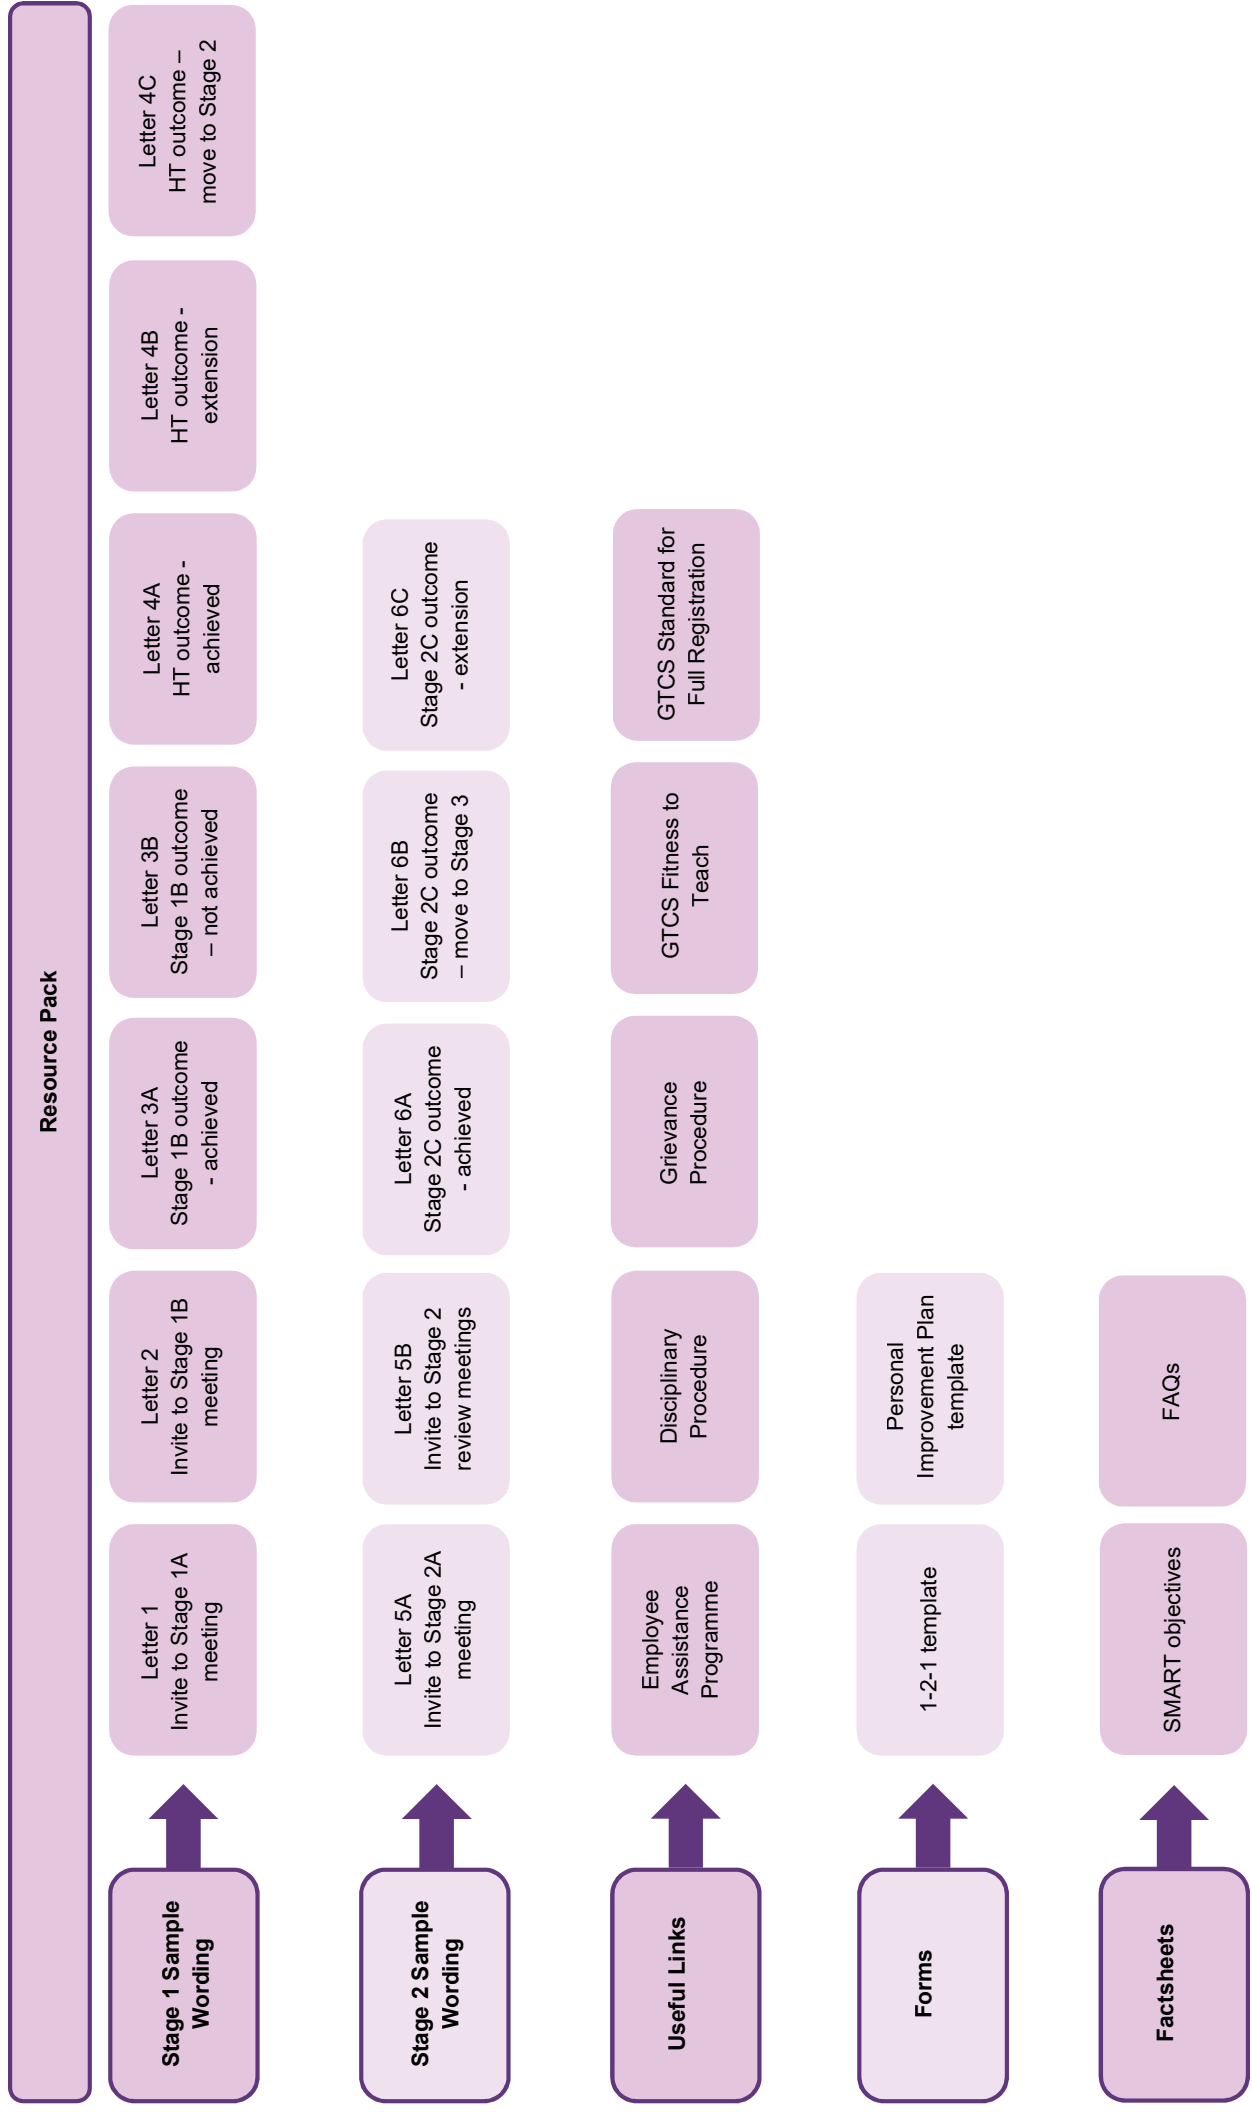 Resource Pack
Stage 1 Sample
Wording
Letter 1
Invite to Stage 1A
meeting
Letter 2
Invite to Stage 1B
meeting
Letter 3A
Stage 1B outcome
- achieved
Letter 3B
Stage 1B outcome
– not achieved
Letter 4A
HT outcome -
achieved
Letter 4B
HT outcome -
extension
Letter 4C
HT outcome –
move to Stage 2
Stage 2 Sample
Wording
Letter 5A
Invite to Stage 2A
meeting
Letter 5B
Invite to Stage 2
review meetings
Letter 6A
Stage 2C outcome
- achieved
Letter 6B
Stage 2C outcome
– move to Stage 3
Letter 6C
Stage 2C outcome
- extension
Useful Links
Employee
Assistance
Programme
Disciplinary
Procedure
Grievance
Procedure
GTCS Fitness to
Teach
GTCS Standard for
Full Registration
Forms
1-2-1 template
Personal
Improvement Plan
template
Factsheets
SMART objectives
FAQs